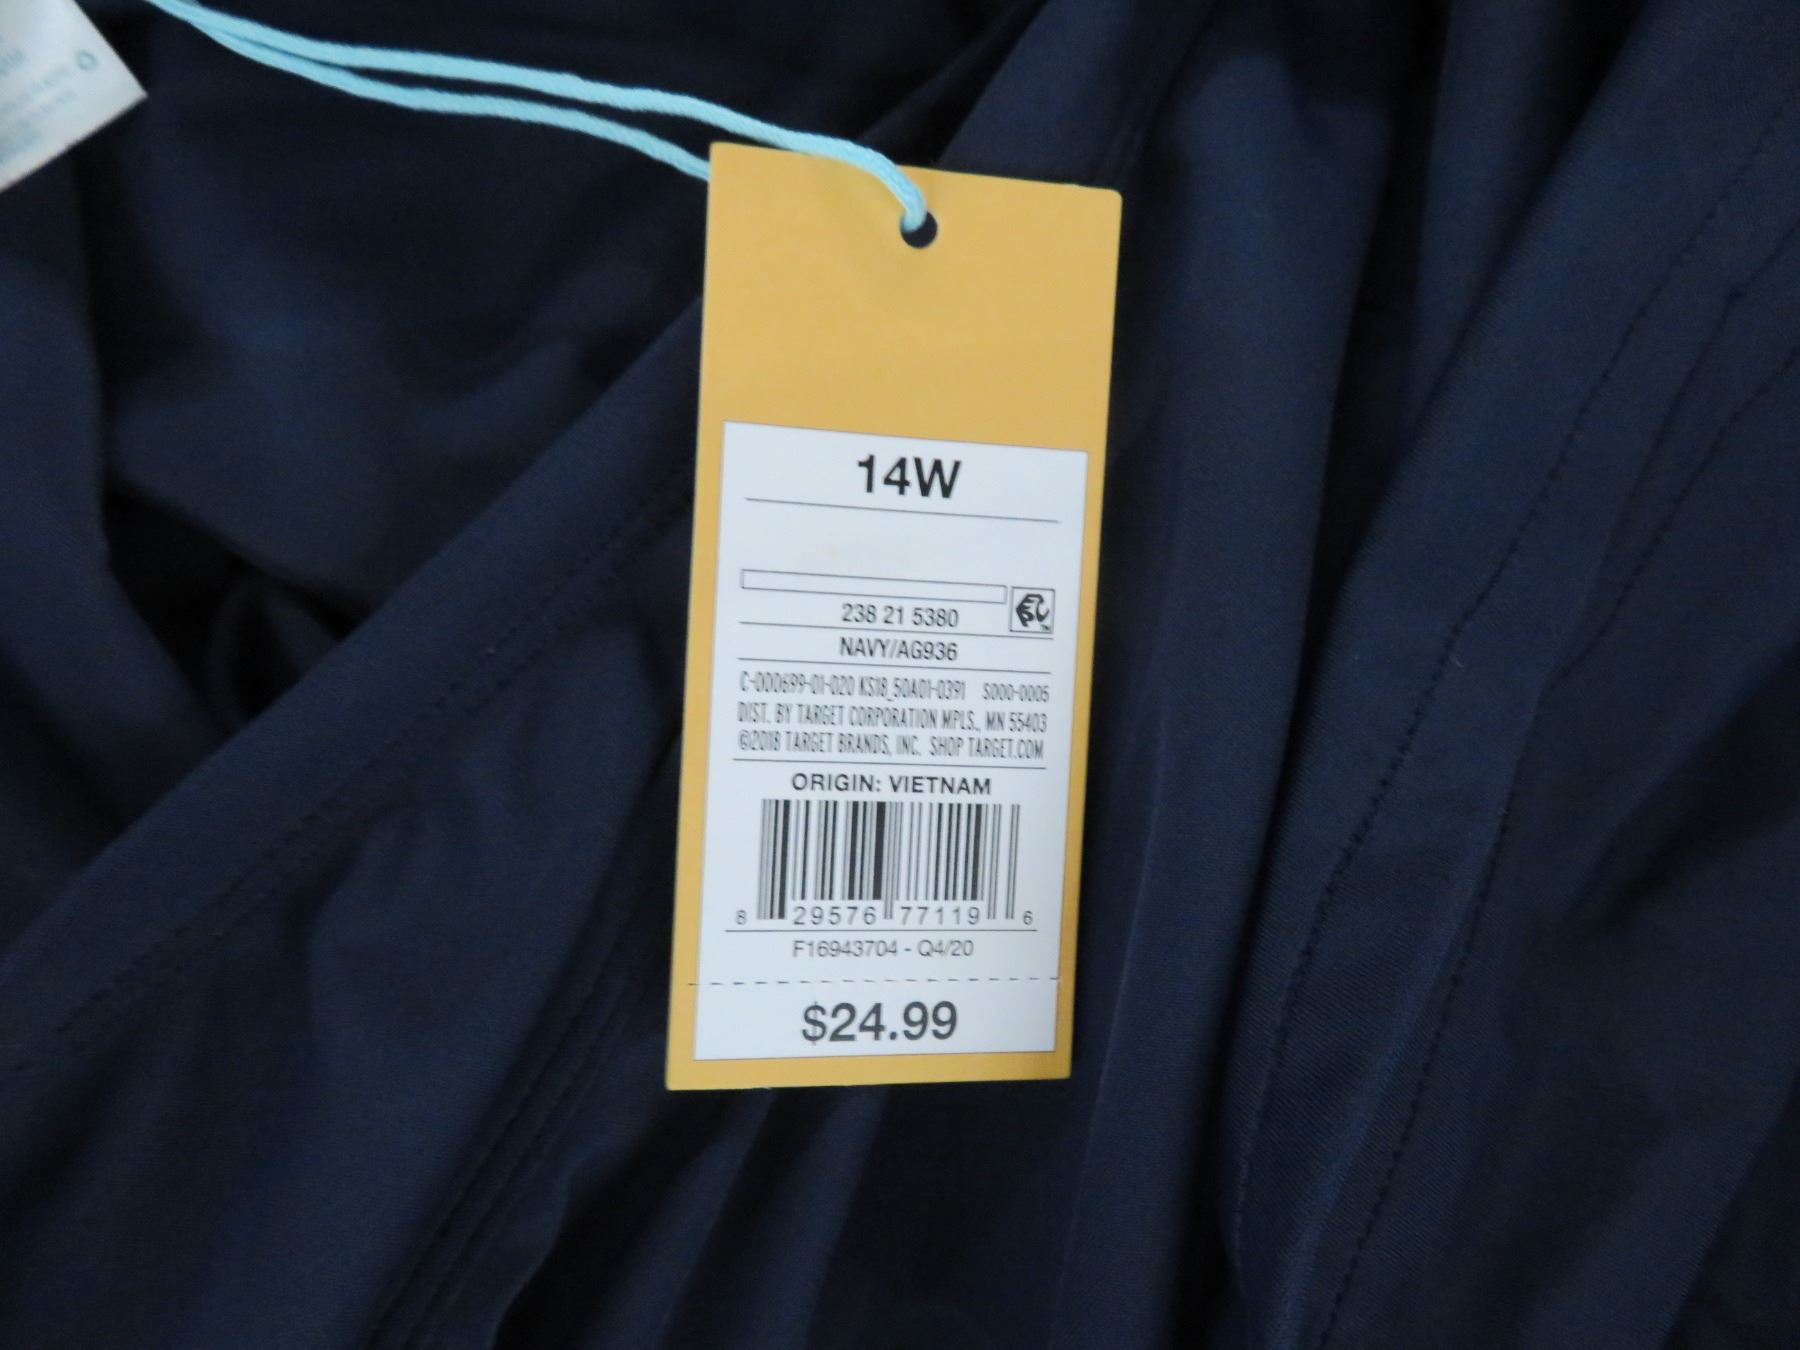 14W
238 21 5380
NAVY/AG936
C-000699-01-020 KS18_50A01-0391 S000-0005
DIST. BY TARGET CORPORATION MPLS., MN 55403
©2018 TARGET BRANDS, INC. SHOP TARGET.COM
ORIGIN: VIETNAM
8 29576 77119 6
F16943704 - Q4/20
$24.99